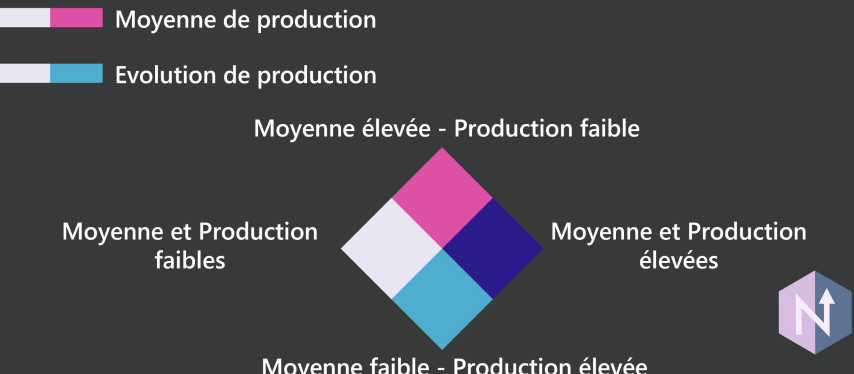 Moyenne de production
Evolution de production
Moyenne élevée - Production faible
Moyenne et Production
faibles
Moyenne et Production
élevées
Moyenne faible - Production élevée